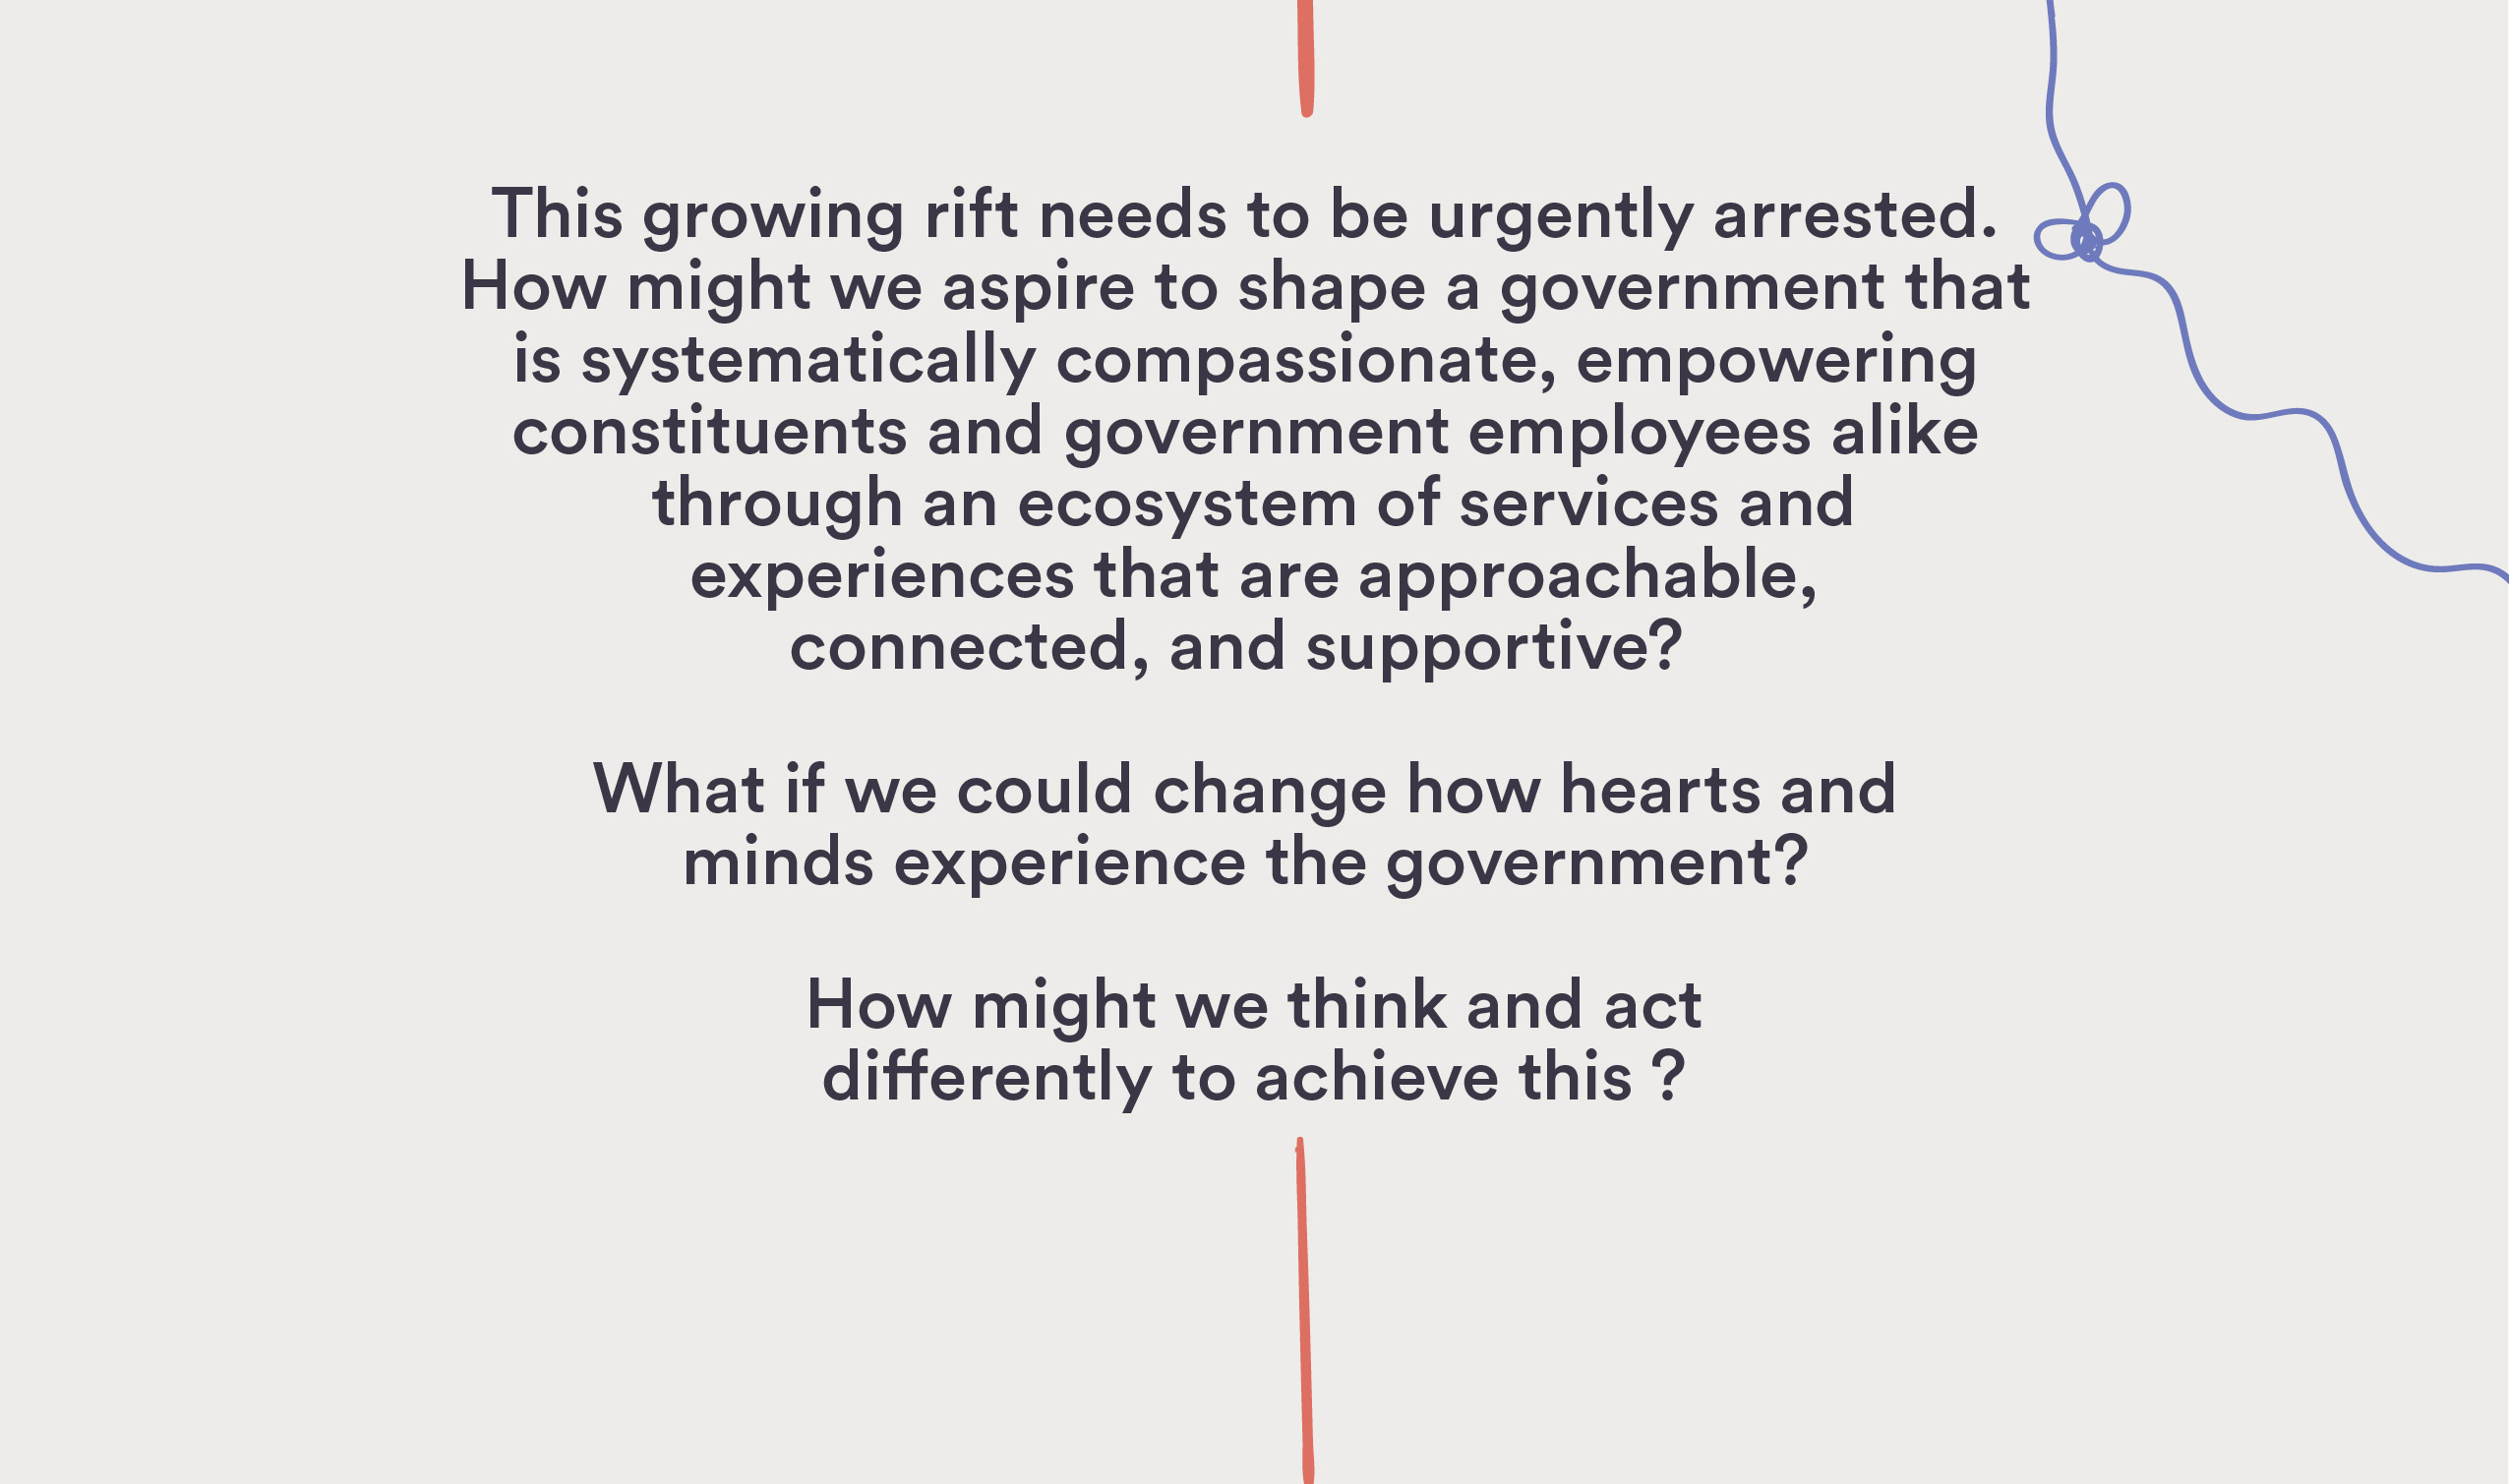 This growing rift needs to be urgently arrested.
How might we aspire to shape a government that
is systematically compassionate, empowering
constituents and government employees alike
through an ecosystem of services and
experiences that are approachable,
connected, and supportive?
What if we could change how hearts and
minds experience the government?
How might we think and act
differently to achieve this ?